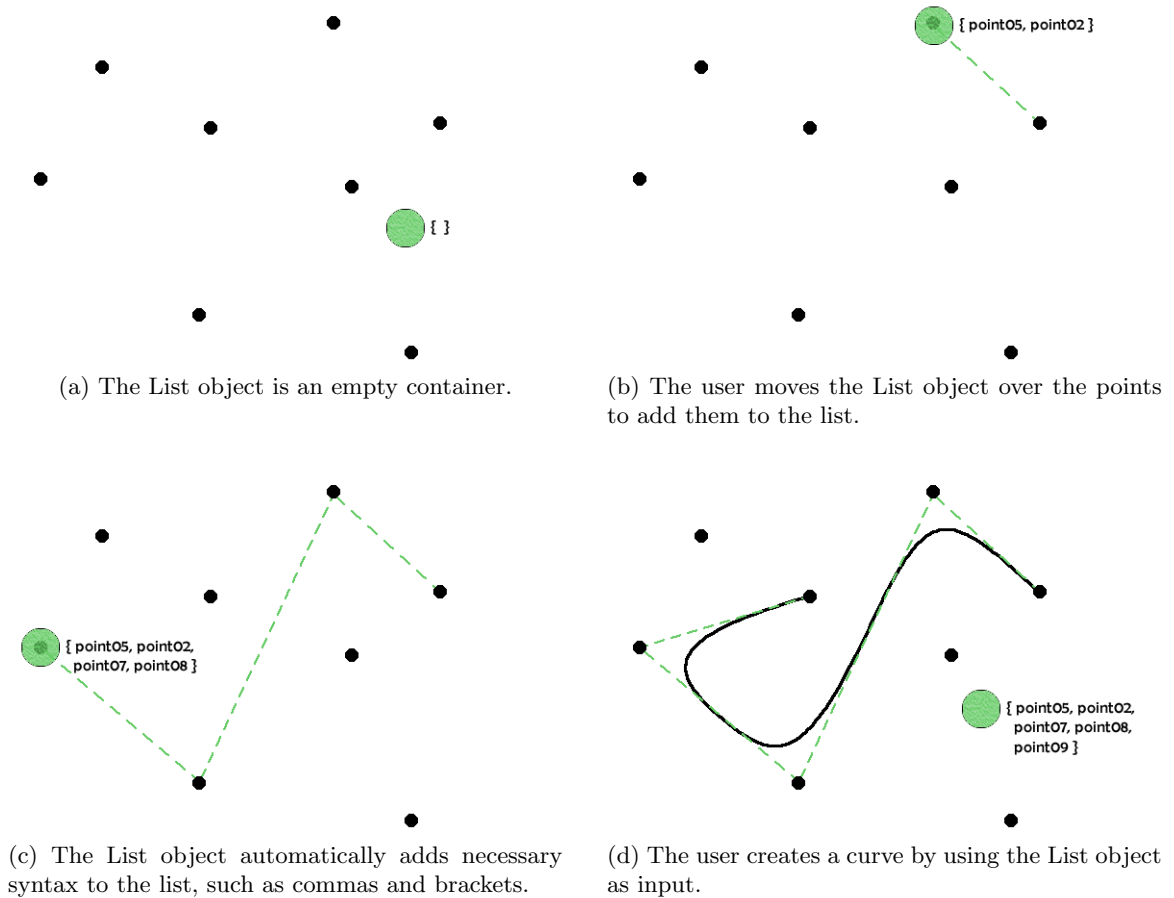 { }
{ point05, point02 }
(a) The List object is an empty container.
(b) The user moves the List object over the points
to add them to the list.
{ point05, point02,
point07, point08 }
{ point05, point02,
point07, point08,
point09 }
(c) The List object automatically adds necessary
syntax to the list, such as commas and brackets.
(d) The user creates a curve by using the List object
as input.